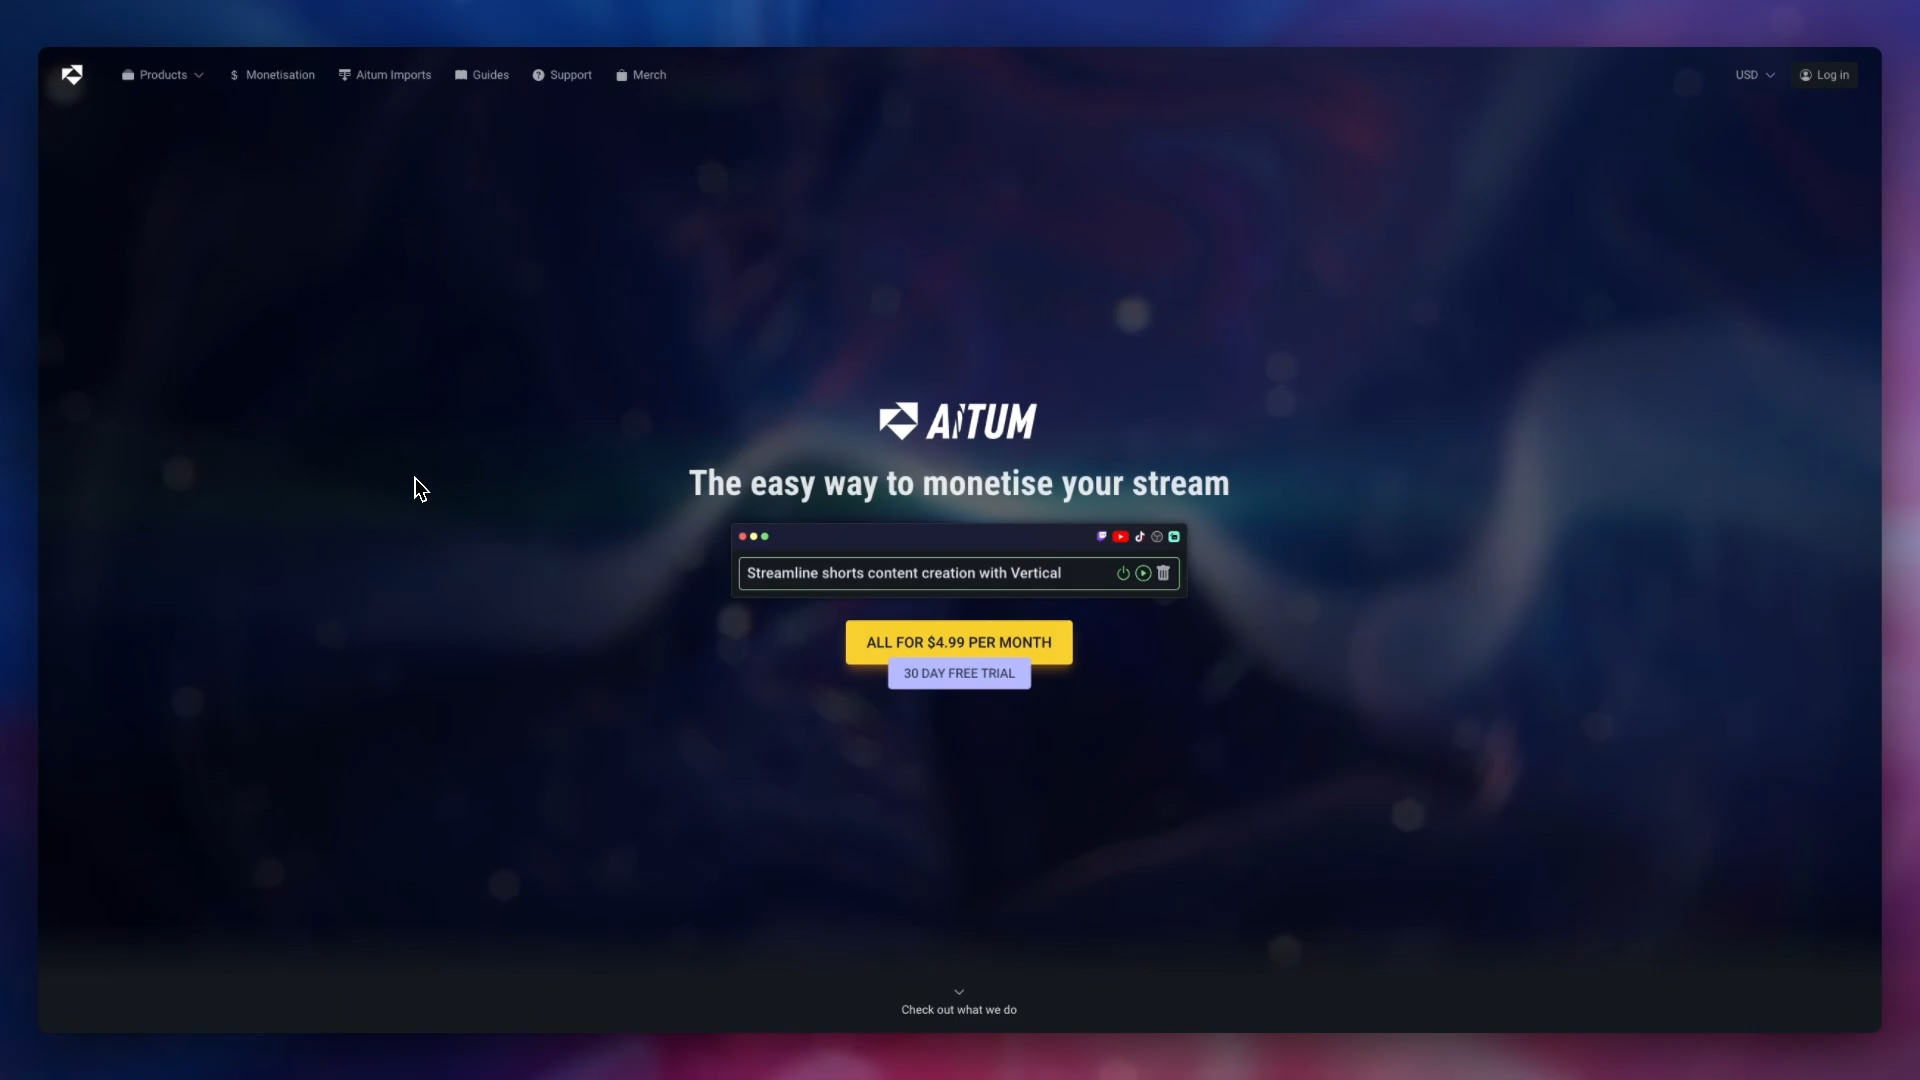 Products
$ Monetisation
Aitum Imports
Guides
Support
Merch
USD
Log in
AITUM
The easy way to monetise your stream
Streamline shorts content creation with Vertical
ALL FOR $4.99 PER MONTH
30 DAY FREE TRIAL
Check out what we do